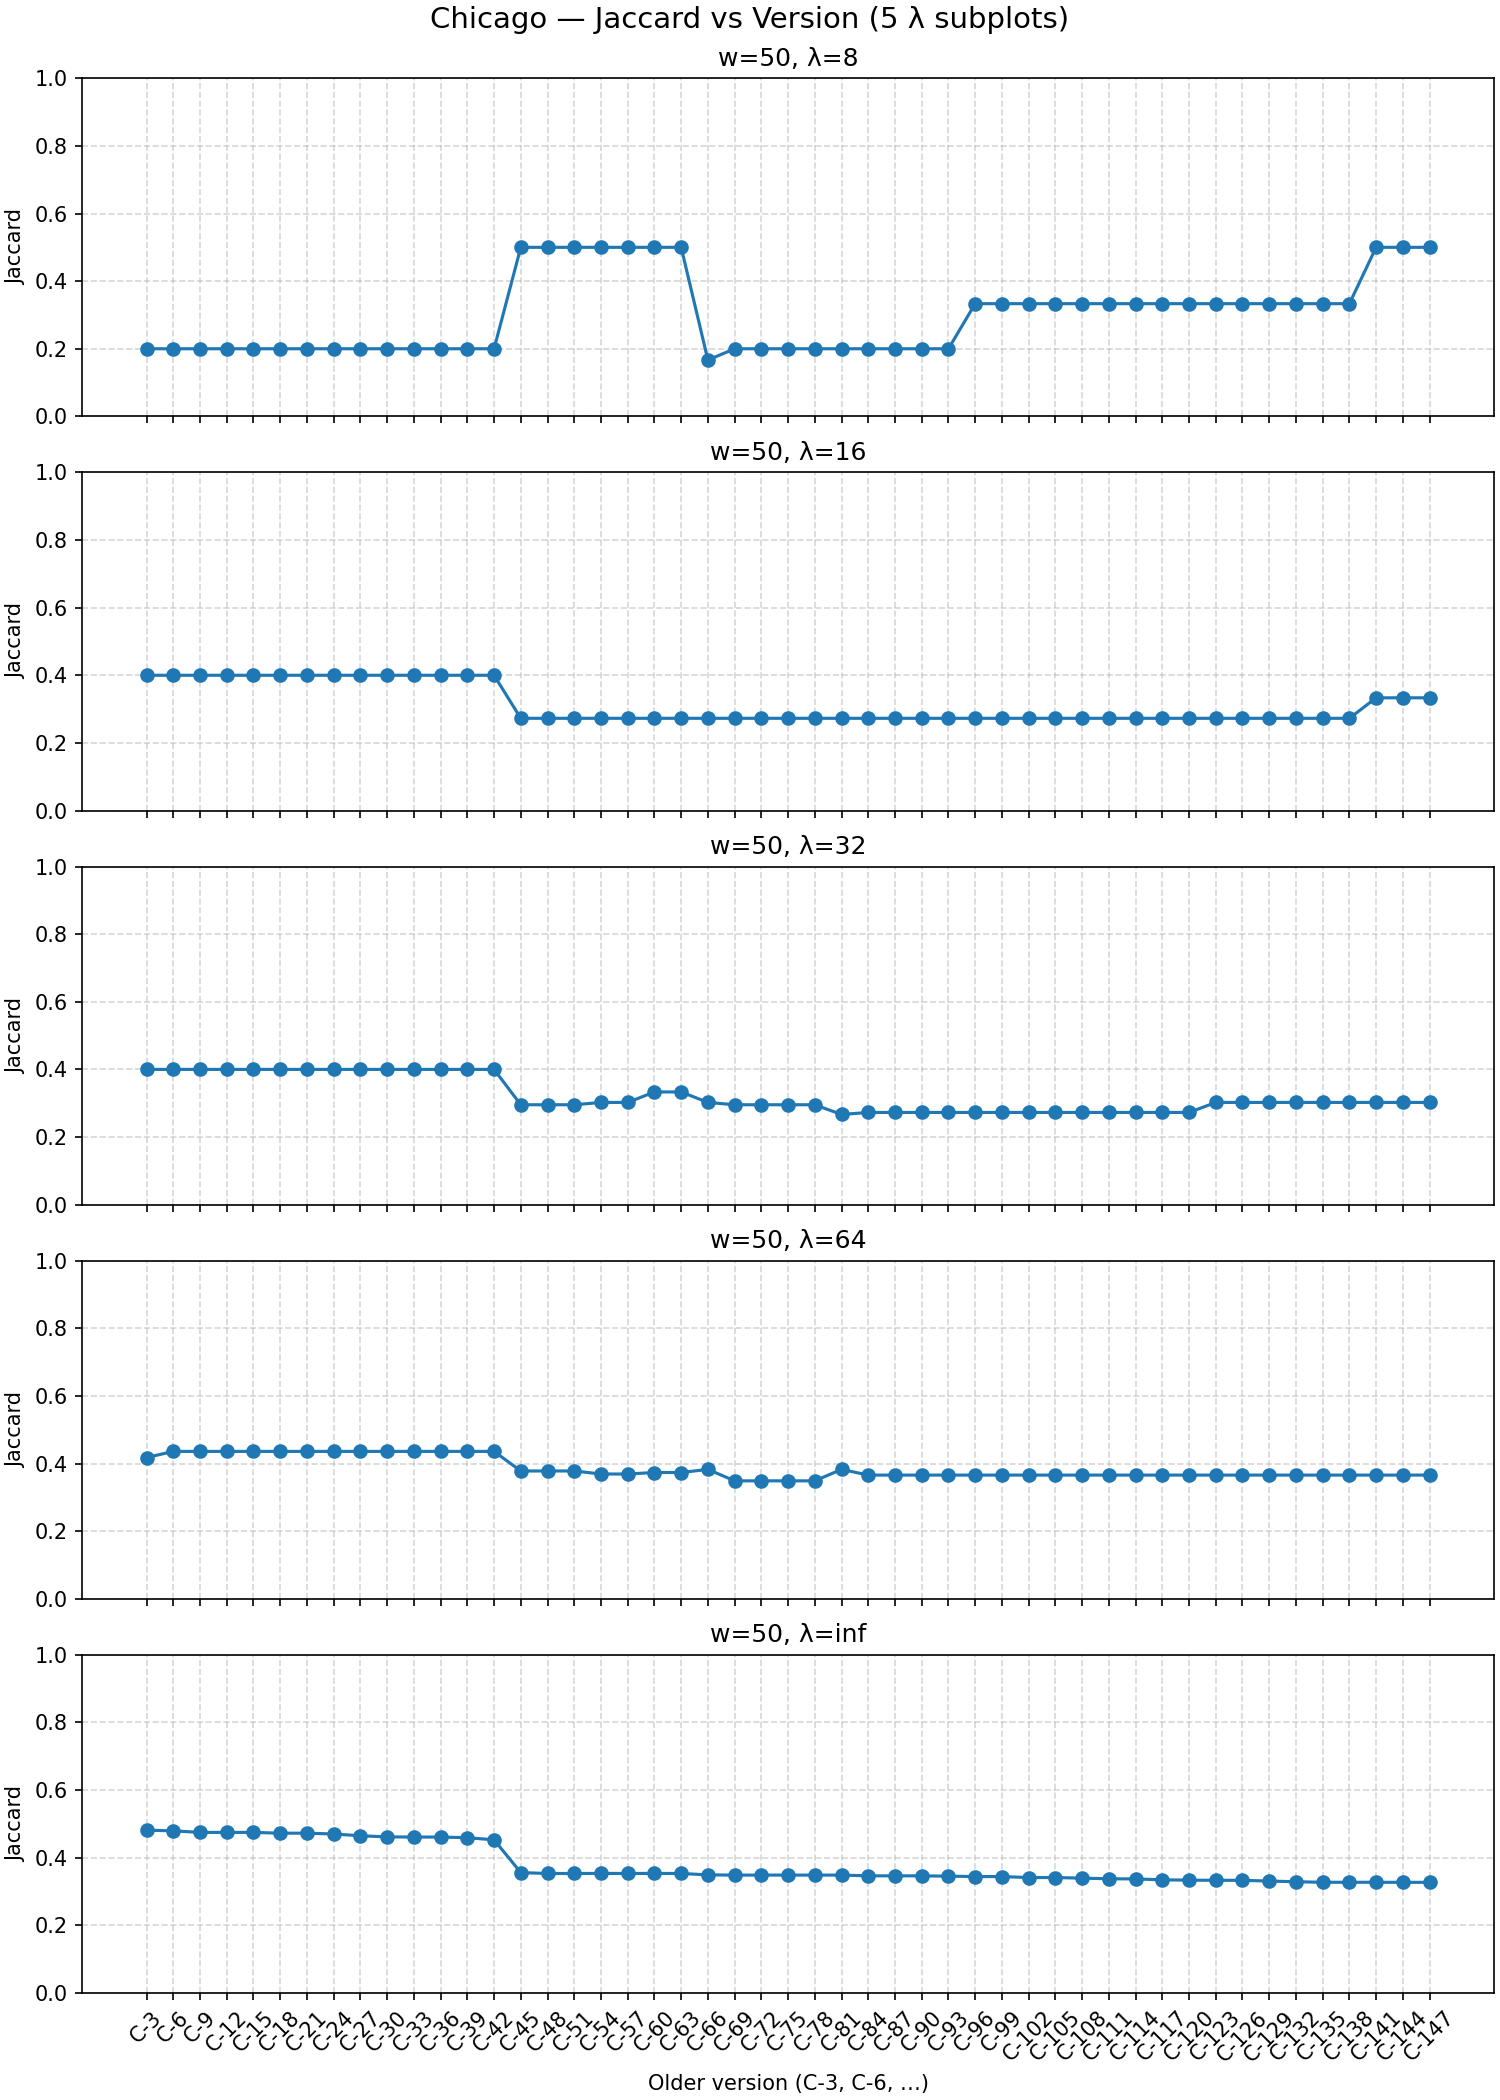 Chicago — Jaccard vs Version (5 λ subplots)
w=50, λ=8
1.0
0.8
0.6
0.4
0.2
0.0
Jaccard
w=50, λ=16
1.0
0.8
0.6
0.4
0.2
0.0
Jaccard
w=50, λ=32
1.0
0.8
0.6
0.4
0.2
0.0
Jaccard
w=50, λ=64
1.0
0.8
0.6
0.4
0.2
0.0
Jaccard
w=50, λ=inf
1.0
0.8
0.6
0.4
0.2
0.0
Jaccard
C-3
C-6
C-9
C-12
C-15
C-18
C-21
C-24
C-27
C-30
C-33
C-36
C-39
C-42
C-45
C-48
C-51
C-54
C-57
C-60
C-63
C-66
C-69
C-72
C-75
C-78
C-81
C-84
C-87
C-90
C-93
C-96
C-99
C-102
C-105
C-108
C-111
C-114
C-117
C-120
C-123
C-126
C-129
C-132
C-135
C-138
C-141
C-144
C-147
Older version (C-3, C-6, ...)